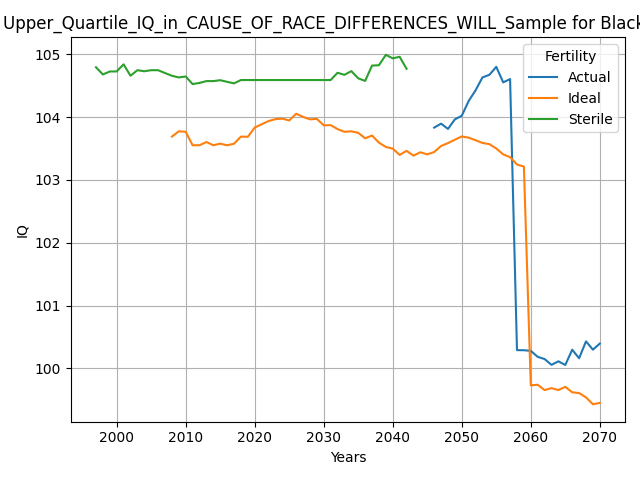 Upper_Quartile_IQ_in_CAUSE_OF_RACE_DIFFERENCES_WILL_Sample for Black
Fertility
Actual
Ideal
Sterile
105
104
103
102
101
100
IQ
2000 2010 2020 2030 2040 2050 2060 2070
Years